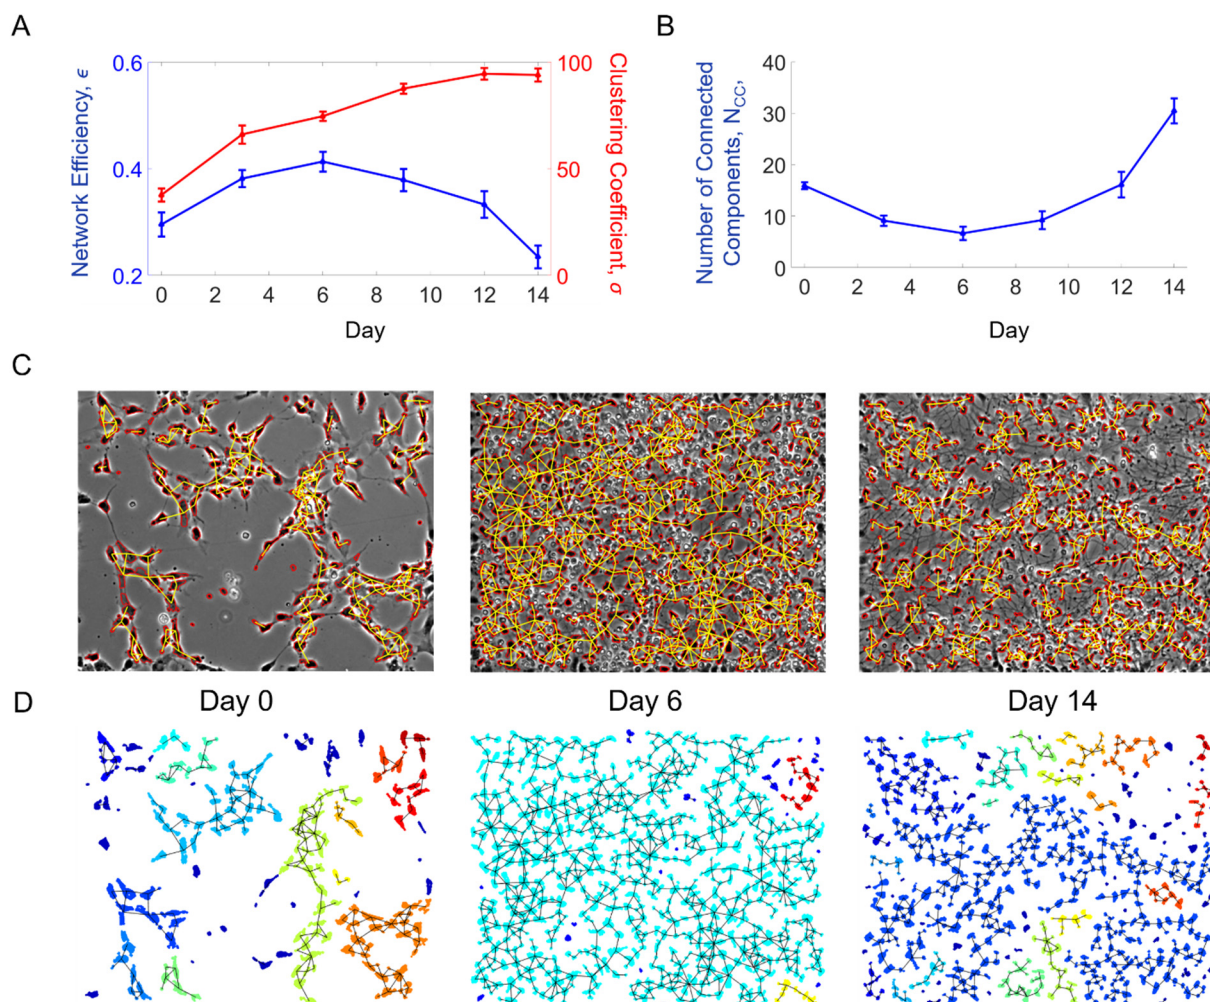 A
Network Efficiency, ϵ
0.6
0.4
0.2
100
50
0
Clustering Coefficient, σ
0 2 4 6 8 10 12 14
Day
B
Number of Connected
Components, N_CC,
40
30
20
10
0
0 2 4 6 8 10 12 14
Day
C
D
Day 0 Day 6 Day 14